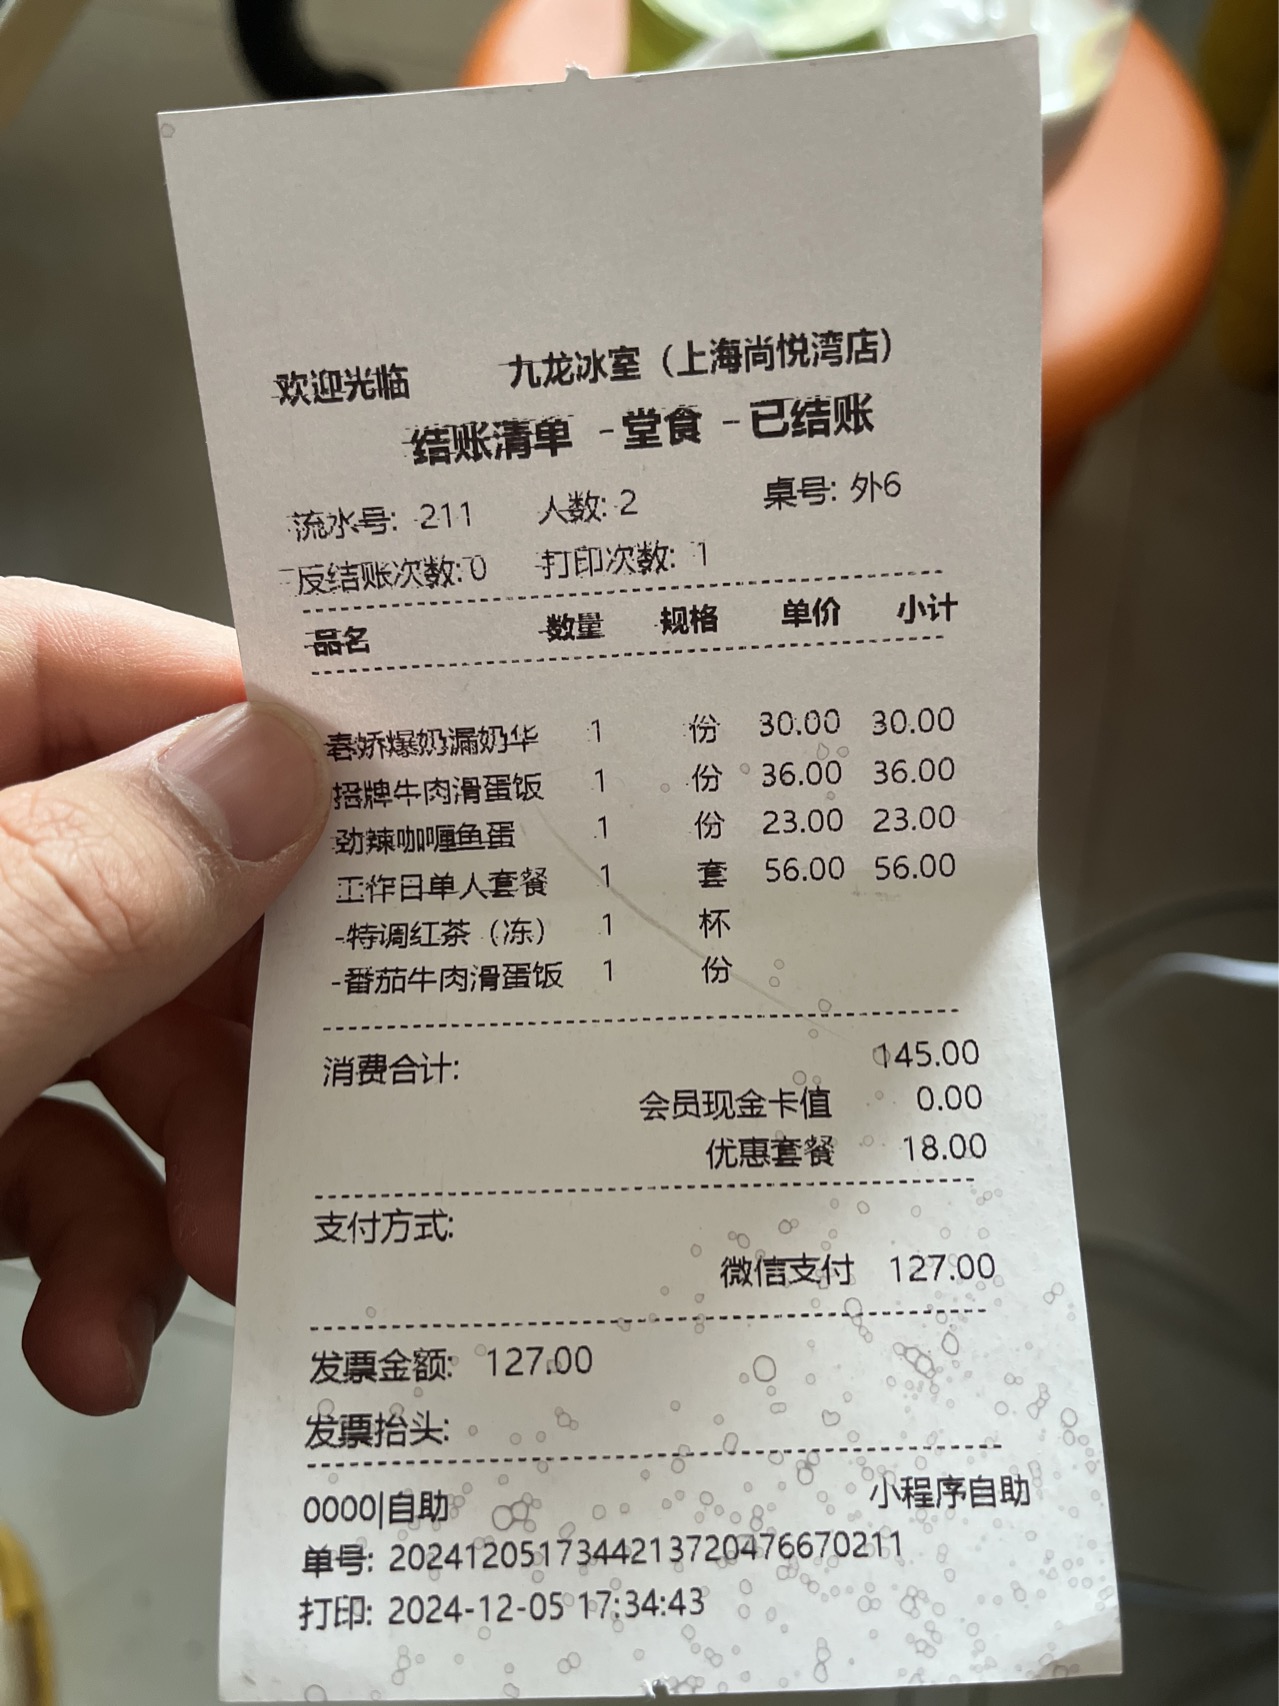 欢迎光临 九龙冰室（上海尚悦湾店）
结账清单 -堂食 -已结账
流水号: 211 人数: 2 桌号: 外6
反结账次数:0 打印次数: 1
品名 数量 规格 单价 小计
春娇爆奶漏奶华 1 份 30.00 30.00
招牌牛肉滑蛋饭 1 份 36.00 36.00
劲辣咖喱鱼蛋 1 份 23.00 23.00
工作日单人套餐 1 套 56.00 56.00
-特调红茶（冻） 1 杯
-番茄牛肉滑蛋饭 1 份
消费合计: 145.00
会员现金卡值 0.00
优惠套餐 18.00
支付方式:
微信支付 127.00
发票金额: 127.00
发票抬头:
0000|自助 小程序自助
单号: 2024120517344213720476670211
打印: 2024-12-05 17:34:43